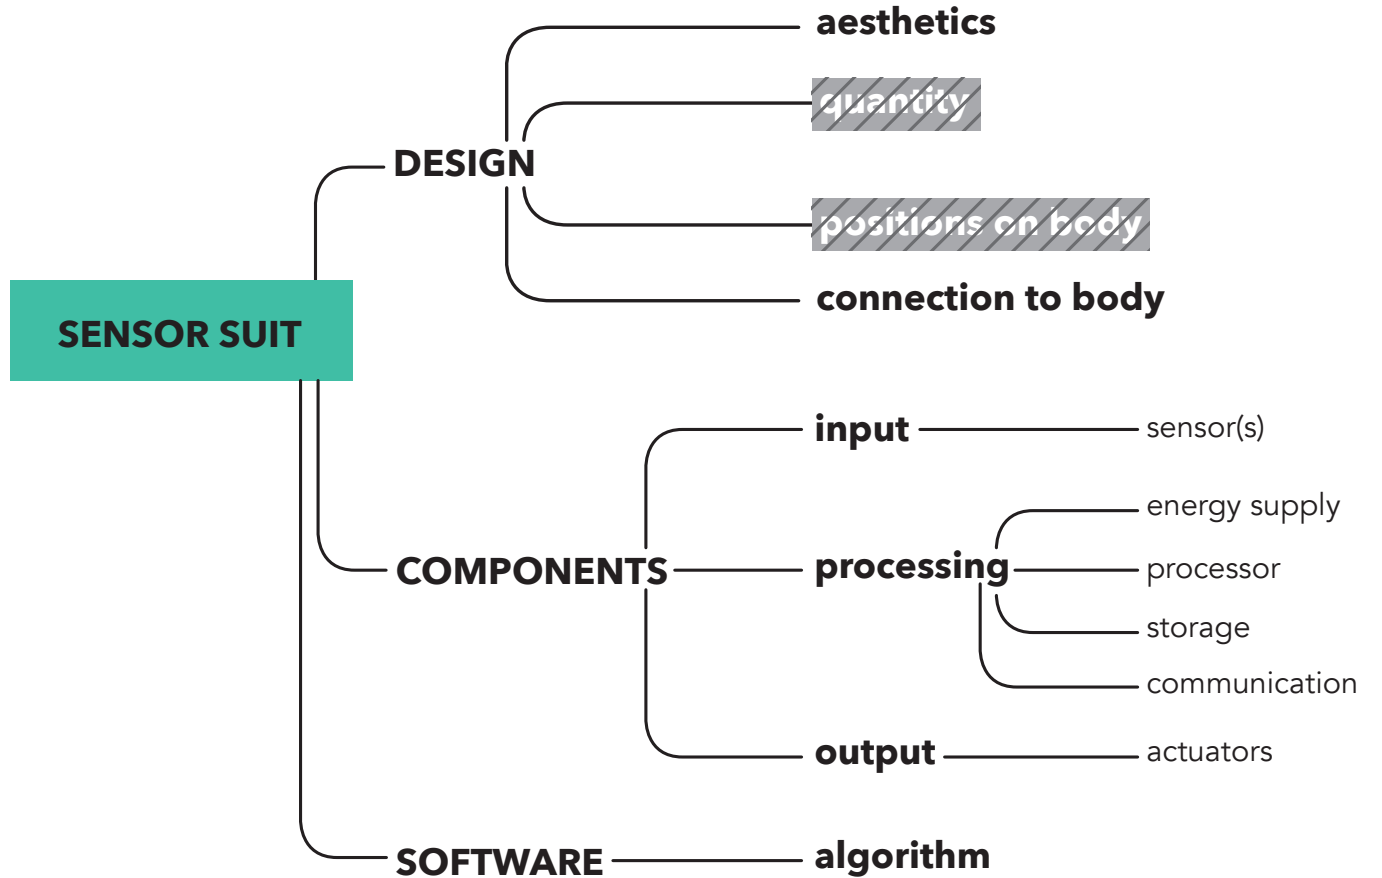 SENSOR SUIT
DESIGN
aesthetics
quantity
positions on body
connection to body
COMPONENTS
input
sensor(s)
processing
energy supply
processor
storage
communication
output
actuators
SOFTWARE
algorithm